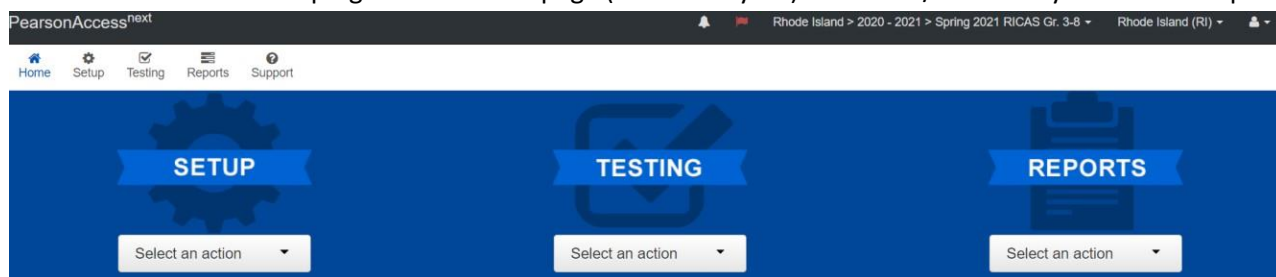 PearsonAccessnext Rhode Island > 2020 - 2021 > Spring 2021 RICAS Gr. 3-8 Rhode Island (RI)
Home Setup Testing Reports Support
SETUP TESTING REPORTS
Select an action Select an action Select an action